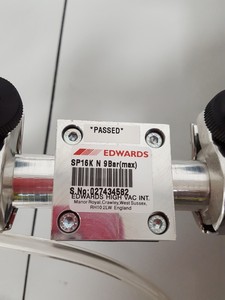 *PASSED*
EDWARDS
SP16K N 9Bar(max)
S.No:027434582
EDWARDS HIGH VAC INT.
Manor Royal, Crawley, West Sussex,
RH10 2LW England